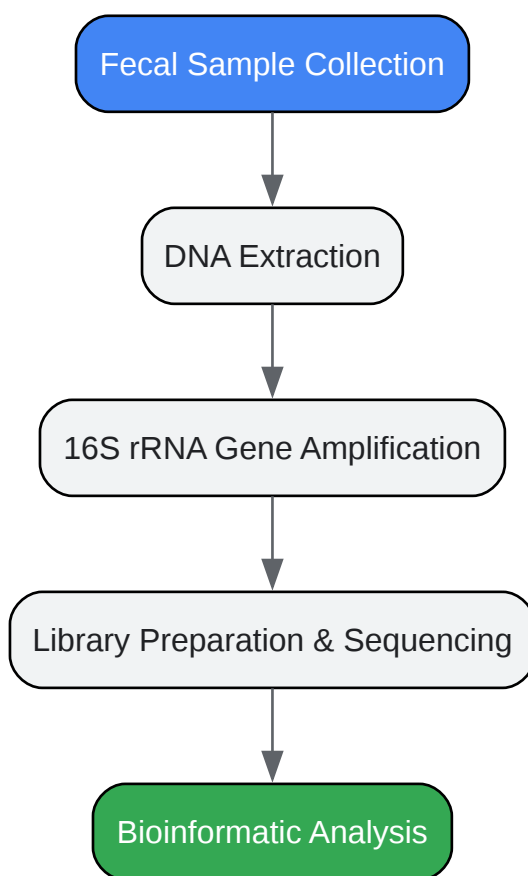 Fecal Sample Collection
DNA Extraction
16S rRNA Gene Amplification
Library Preparation & Sequencing
Bioinformatic Analysis